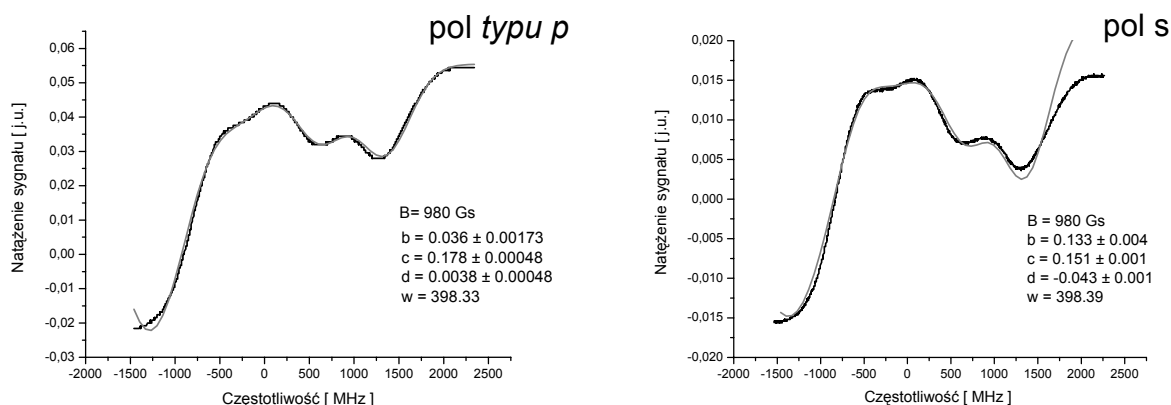 pol typu p
0,06
0,05
0,04
0,03
0,02
0,01
0,00
-0,01
-0,02
-0,03
Natążenie sygnału [ j.u. ]
B= 980 Gs
b = 0.036 ± 0.00173
c = 0.178 ± 0.00048
d = 0.0038 ± 0.00048
w = 398.33
-2000 -1500 -1000 -500 0 500 1000 1500 2000 2500
Częstotliwość [ MHz ]
pol s
0,020
0,015
0,010
0,005
0,000
-0,005
-0,010
-0,015
-0,020
Natężenie sygnału [ j.u. ]
B = 980 Gs
b = 0.133 ± 0.004
c = 0.151 ± 0.001
d = -0.043 ± 0.001
w = 398.39
-2000 -1500 -1000 -500 0 500 1000 1500 2000 2500
Częstotliwość [ MHz ]